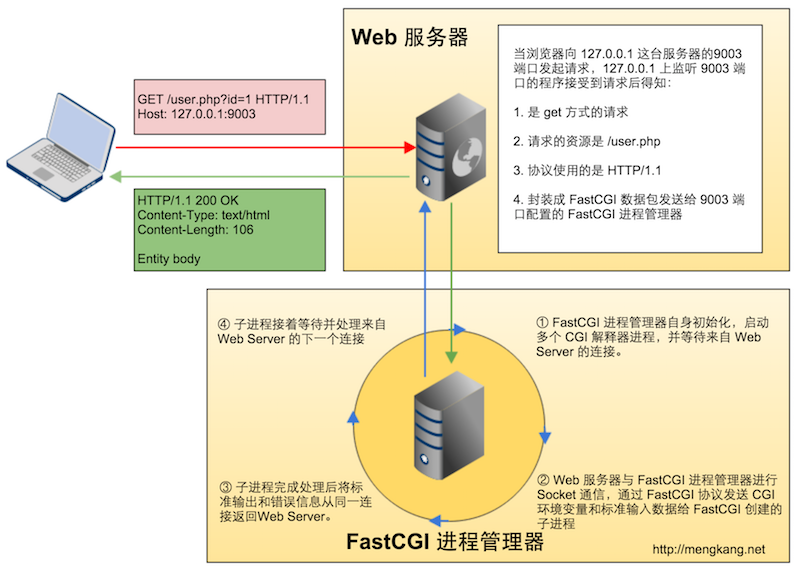 Web 服务器
当浏览器向 127.0.0.1 这台服务器的9003
端口发起请求，127.0.0.1 上监听 9003 端
口的程序接受到请求后得知：
1. 是 get 方式的请求
2. 请求的资源是 /user.php
3. 协议使用的是 HTTP/1.1
4. 封装成 FastCGI 数据包发送给 9003 端
口配置的 FastCGI 进程管理器
GET /user.php?id=1 HTTP/1.1
Host: 127.0.0.1:9003
HTTP/1.1 200 OK
Content-Type: text/html
Content-Length: 106
Entity body
① FastCGI 进程管理器自身初始化，启动
多个 CGI 解释器进程，并等待来自 Web
Server 的连接。
② Web 服务器与 FastCGI 进程管理器进行
Socket 通信，通过 FastCGI 协议发送 CGI
环境变量和标准输入数据给 FastCGI 创建的
子进程
③ 子进程完成处理后将标
准输出和错误信息从同一连
接返回Web Server。
④ 子进程接着等待并处理来自
Web Server 的下一个连接
FastCGI 进程管理器
http://mengkang.net